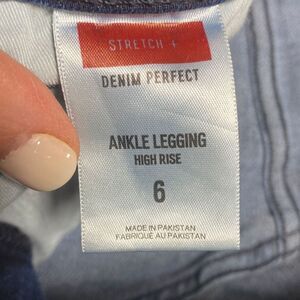 STRETCH +
DENIM PERFECT
ANKLE LEGGING
HIGH RISE
6
MADE IN PAKISTAN
FABRIQUÉ AU PAKISTAN